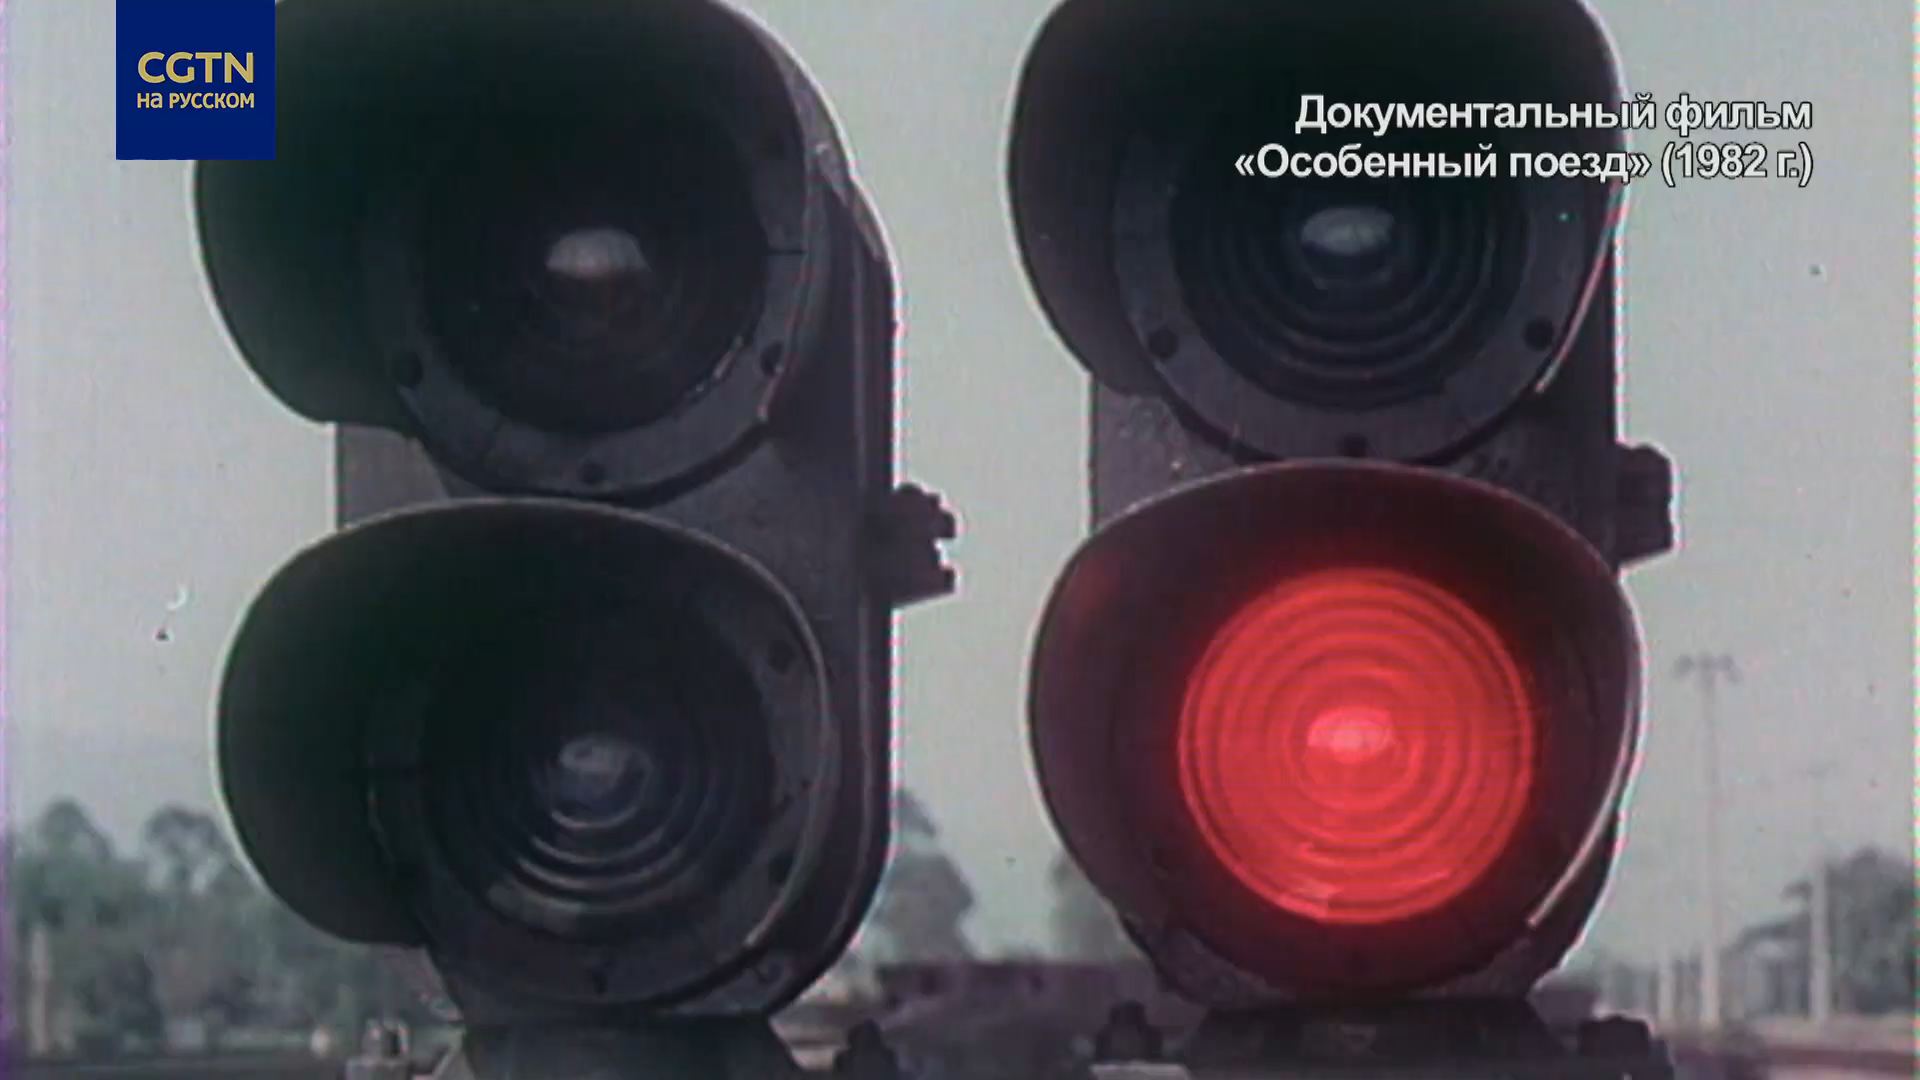 CGTN
на русском
Документальный фильм
«Особенный поезд» (1982 г.)